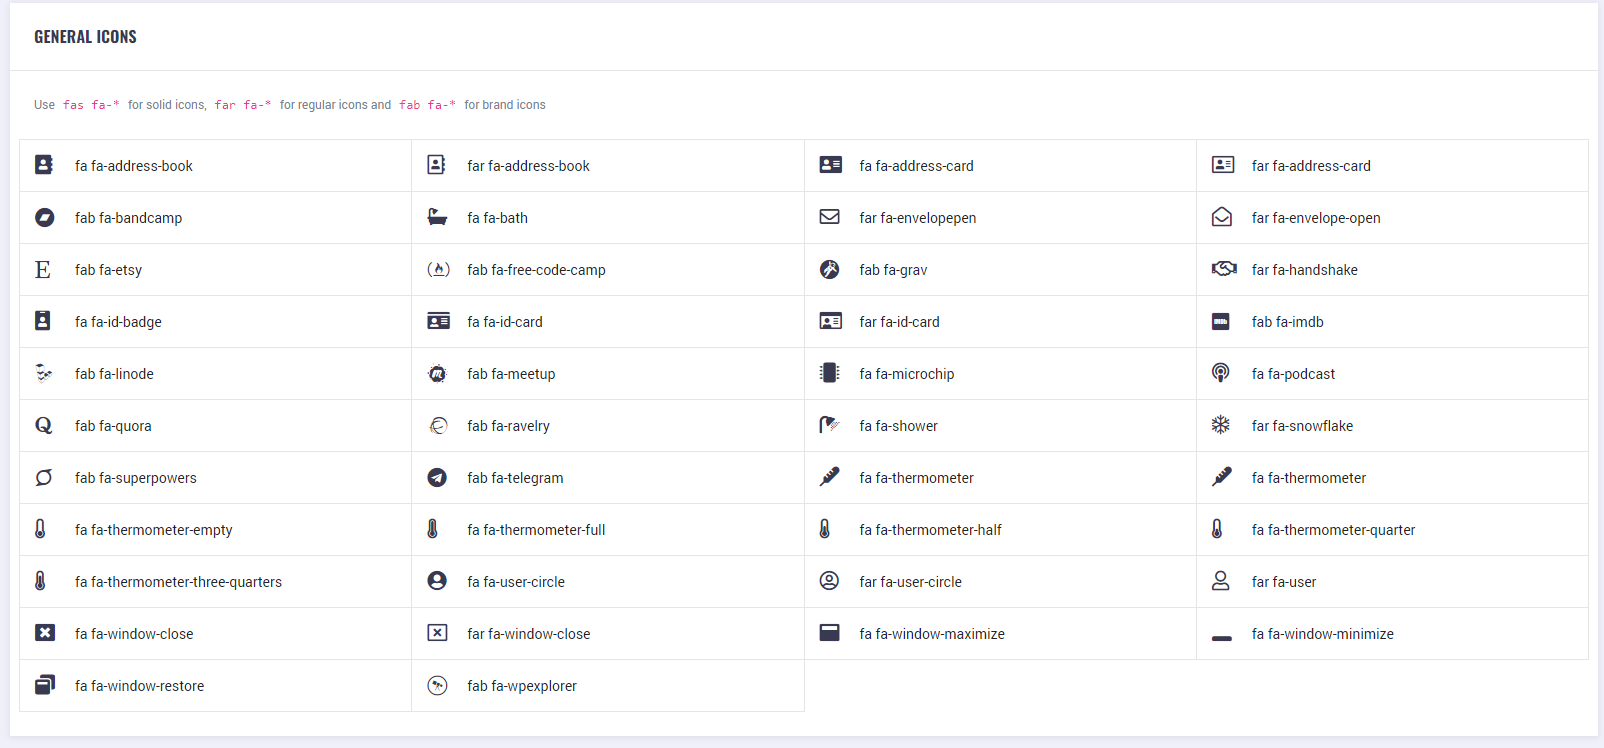 GENERAL ICONS
Use fas fa-* for solid icons, far fa-* for regular icons and fab fa-* for brand icons
fa fa-address-book far fa-address-book fa fa-address-card far fa-address-card
fab fa-bandcamp fa fa-bath far fa-envelopepen far fa-envelope-open
fab fa-etsy fab fa-free-code-camp fab fa-grav far fa-handshake
fa fa-id-badge fa fa-id-card far fa-id-card fab fa-imdb
fab fa-linode fab fa-meetup fa fa-microchip fa fa-podcast
fab fa-quora fab fa-ravelry fa fa-shower far fa-snowflake
fab fa-superpowers fab fa-telegram fa fa-thermometer fa fa-thermometer
fa fa-thermometer-empty fa fa-thermometer-full fa fa-thermometer-half fa fa-thermometer-quarter
fa fa-thermometer-three-quarters fa fa-user-circle far fa-user-circle far fa-user
fa fa-window-close far fa-window-close fa fa-window-maximize fa fa-window-minimize
fa fa-window-restore fab fa-wpexplorer